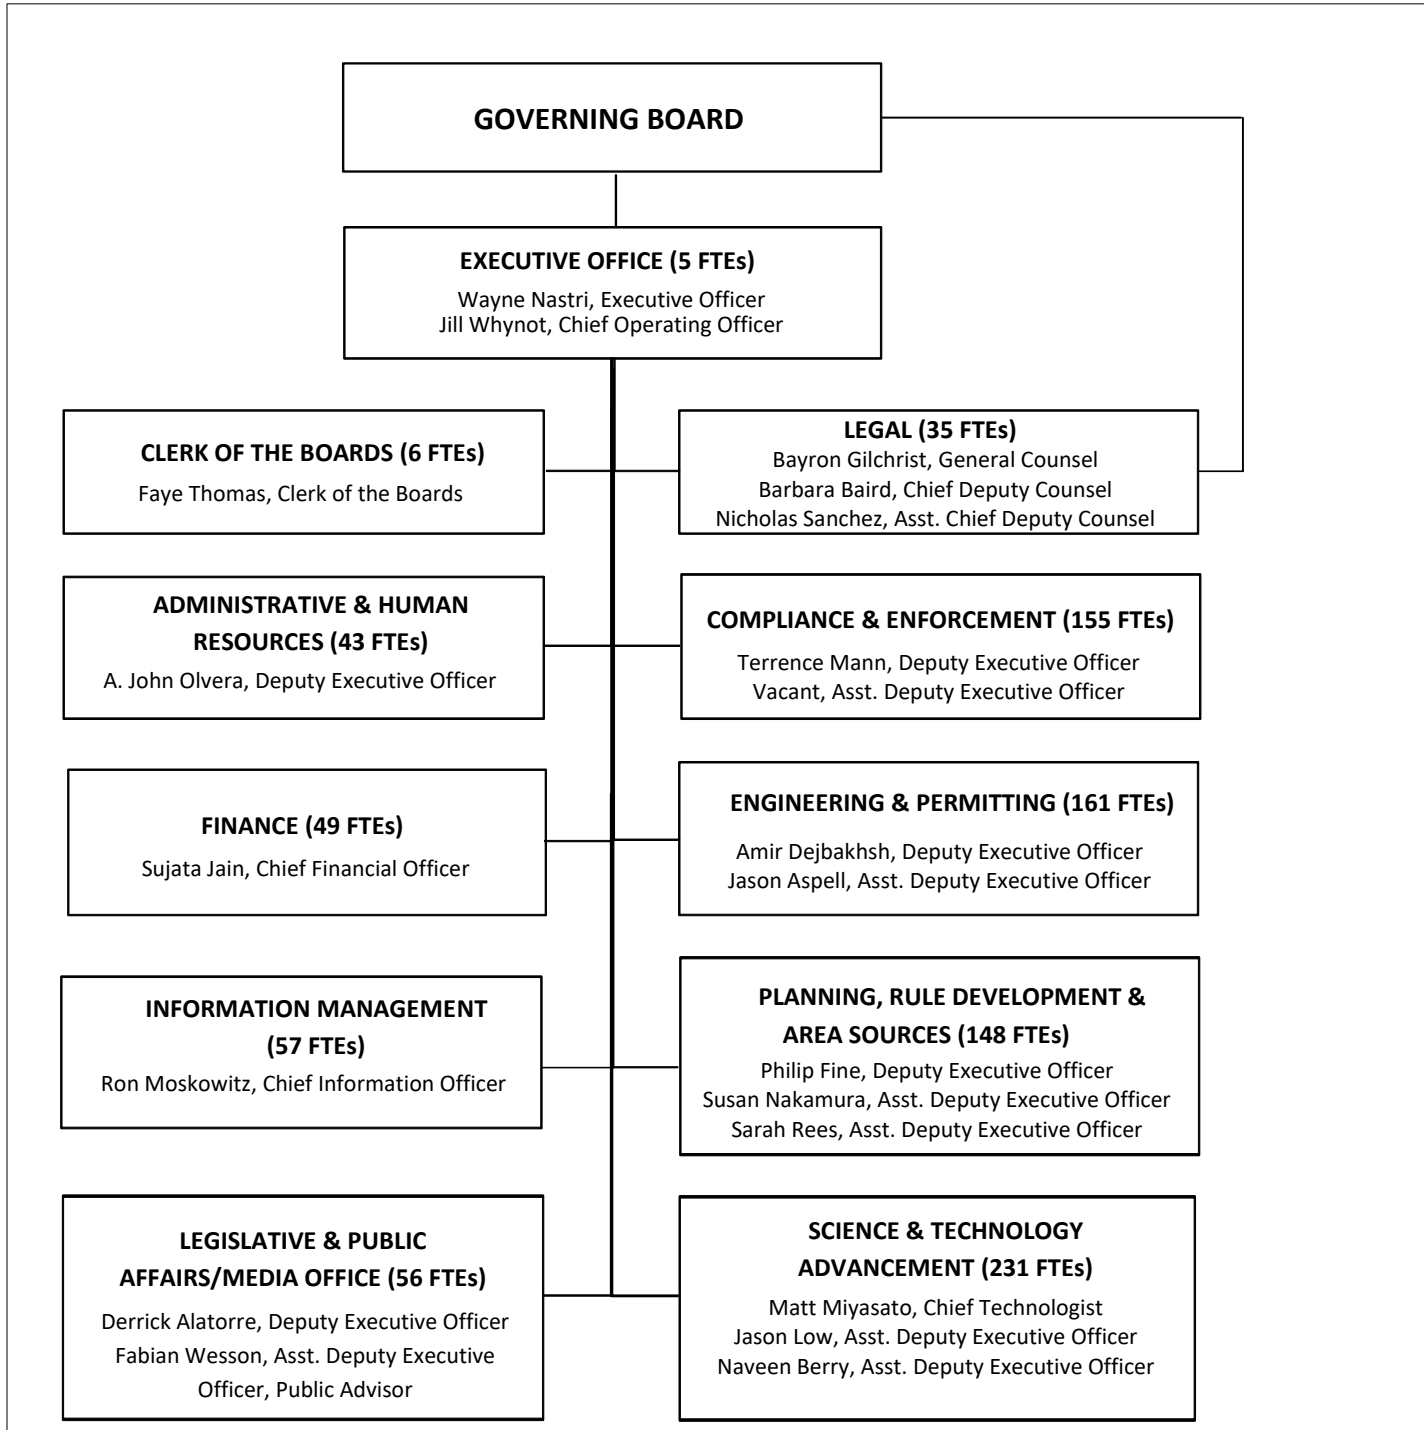 GOVERNING BOARD
EXECUTIVE OFFICE (5 FTEs)
Wayne Nastri, Executive Officer
Jill Whynot, Chief Operating Officer
CLERK OF THE BOARDS (6 FTEs)
Faye Thomas, Clerk of the Boards
LEGAL (35 FTEs)
Bayron Gilchrist, General Counsel
Barbara Baird, Chief Deputy Counsel
Nicholas Sanchez, Asst. Chief Deputy Counsel
ADMINISTRATIVE & HUMAN
RESOURCES (43 FTEs)
A. John Olvera, Deputy Executive Officer
COMPLIANCE & ENFORCEMENT (155 FTEs)
Terrence Mann, Deputy Executive Officer
Vacant, Asst. Deputy Executive Officer
FINANCE (49 FTEs)
Sujata Jain, Chief Financial Officer
ENGINEERING & PERMITTING (161 FTEs)
Amir Dejbakhsh, Deputy Executive Officer
Jason Aspell, Asst. Deputy Executive Officer
INFORMATION MANAGEMENT
(57 FTEs)
Ron Moskowitz, Chief Information Officer
PLANNING, RULE DEVELOPMENT &
AREA SOURCES (148 FTEs)
Philip Fine, Deputy Executive Officer
Susan Nakamura, Asst. Deputy Executive Officer
Sarah Rees, Asst. Deputy Executive Officer
LEGISLATIVE & PUBLIC
AFFAIRS/MEDIA OFFICE (56 FTEs)
Derrick Alatorre, Deputy Executive Officer
Fabian Wesson, Asst. Deputy Executive
Officer, Public Advisor
SCIENCE & TECHNOLOGY
ADVANCEMENT (231 FTEs)
Matt Miyasato, Chief Technologist
Jason Low, Asst. Deputy Executive Officer
Naveen Berry, Asst. Deputy Executive Officer